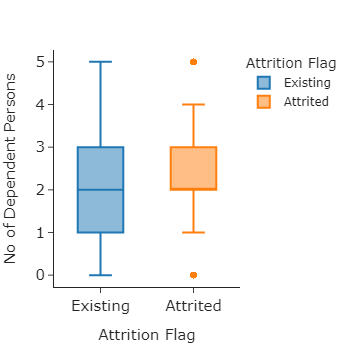 Attrition Flag
Existing
Attrited
No of Dependent Persons
5
4
3
2
1
0
Existing
Attrited
Attrition Flag